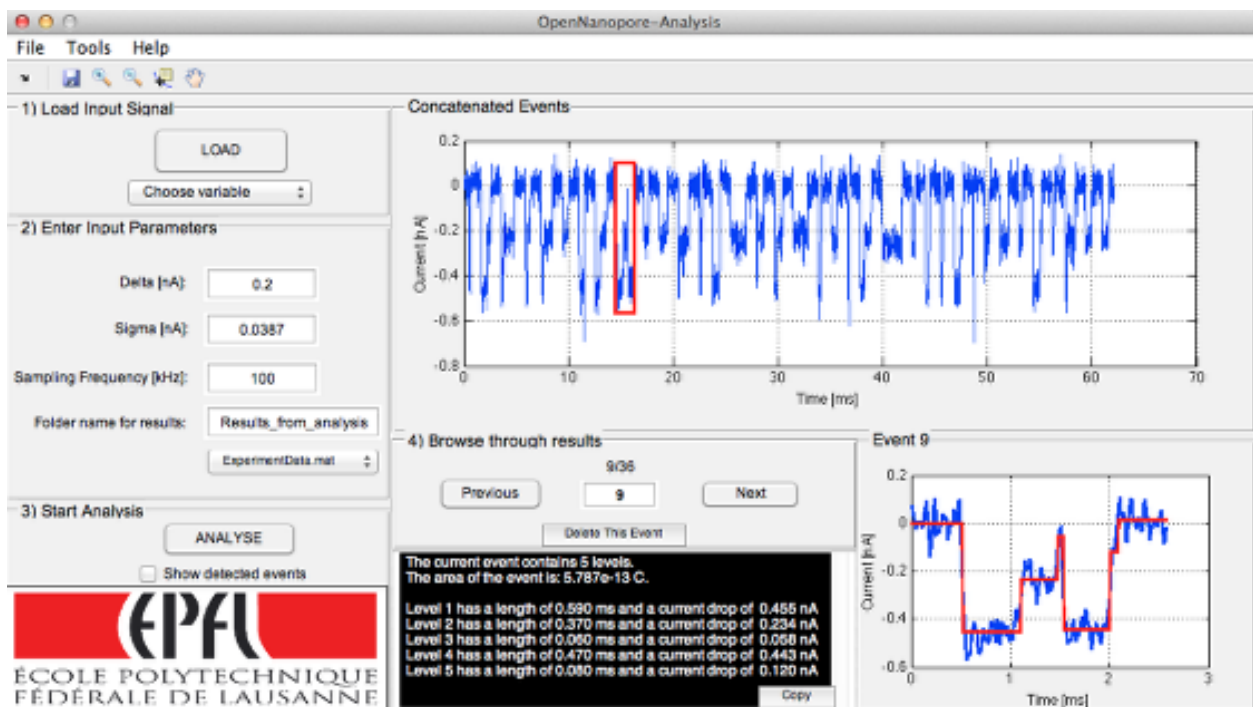 OpenNanopore-Analysis
File Tools Help
1) Load Input Signal
LOAD
Choose variable
2) Enter Input Parameters
Delta [nA]: 0.2
Sigma [nA]: 0.0387
Sampling Frequency [kHz]: 100
Folder name for results: Results_from_analysis
ExperimentData.mat
3) Start Analysis
ANALYSE
Show detected events
EPFL
ÉCOLE POLYTECHNIQUE
FÉDÉRALE DE LAUSANNE
Concatenated Events
0.2
0
-0.2
-0.4
-0.6
-0.8
Current [nA]
0 10 20 30 40 50 60 70
Time [ms]
4) Browse through results
9/36
Previous 9 Next
Delete This Event
The current event contains 5 levels.
The area of the event is: 5.787e-13 C.
Level 1 has a length of 0.590 ms and a current drop of 0.455 nA
Level 2 has a length of 0.370 ms and a current drop of 0.234 nA
Level 3 has a length of 0.060 ms and a current drop of 0.058 nA
Level 4 has a length of 0.470 ms and a current drop of 0.443 nA
Level 5 has a length of 0.080 ms and a current drop of 0.120 nA
Copy
Event 9
0.2
0
-0.2
-0.4
-0.6
Current [nA]
0 1 2 3
Time [ms]